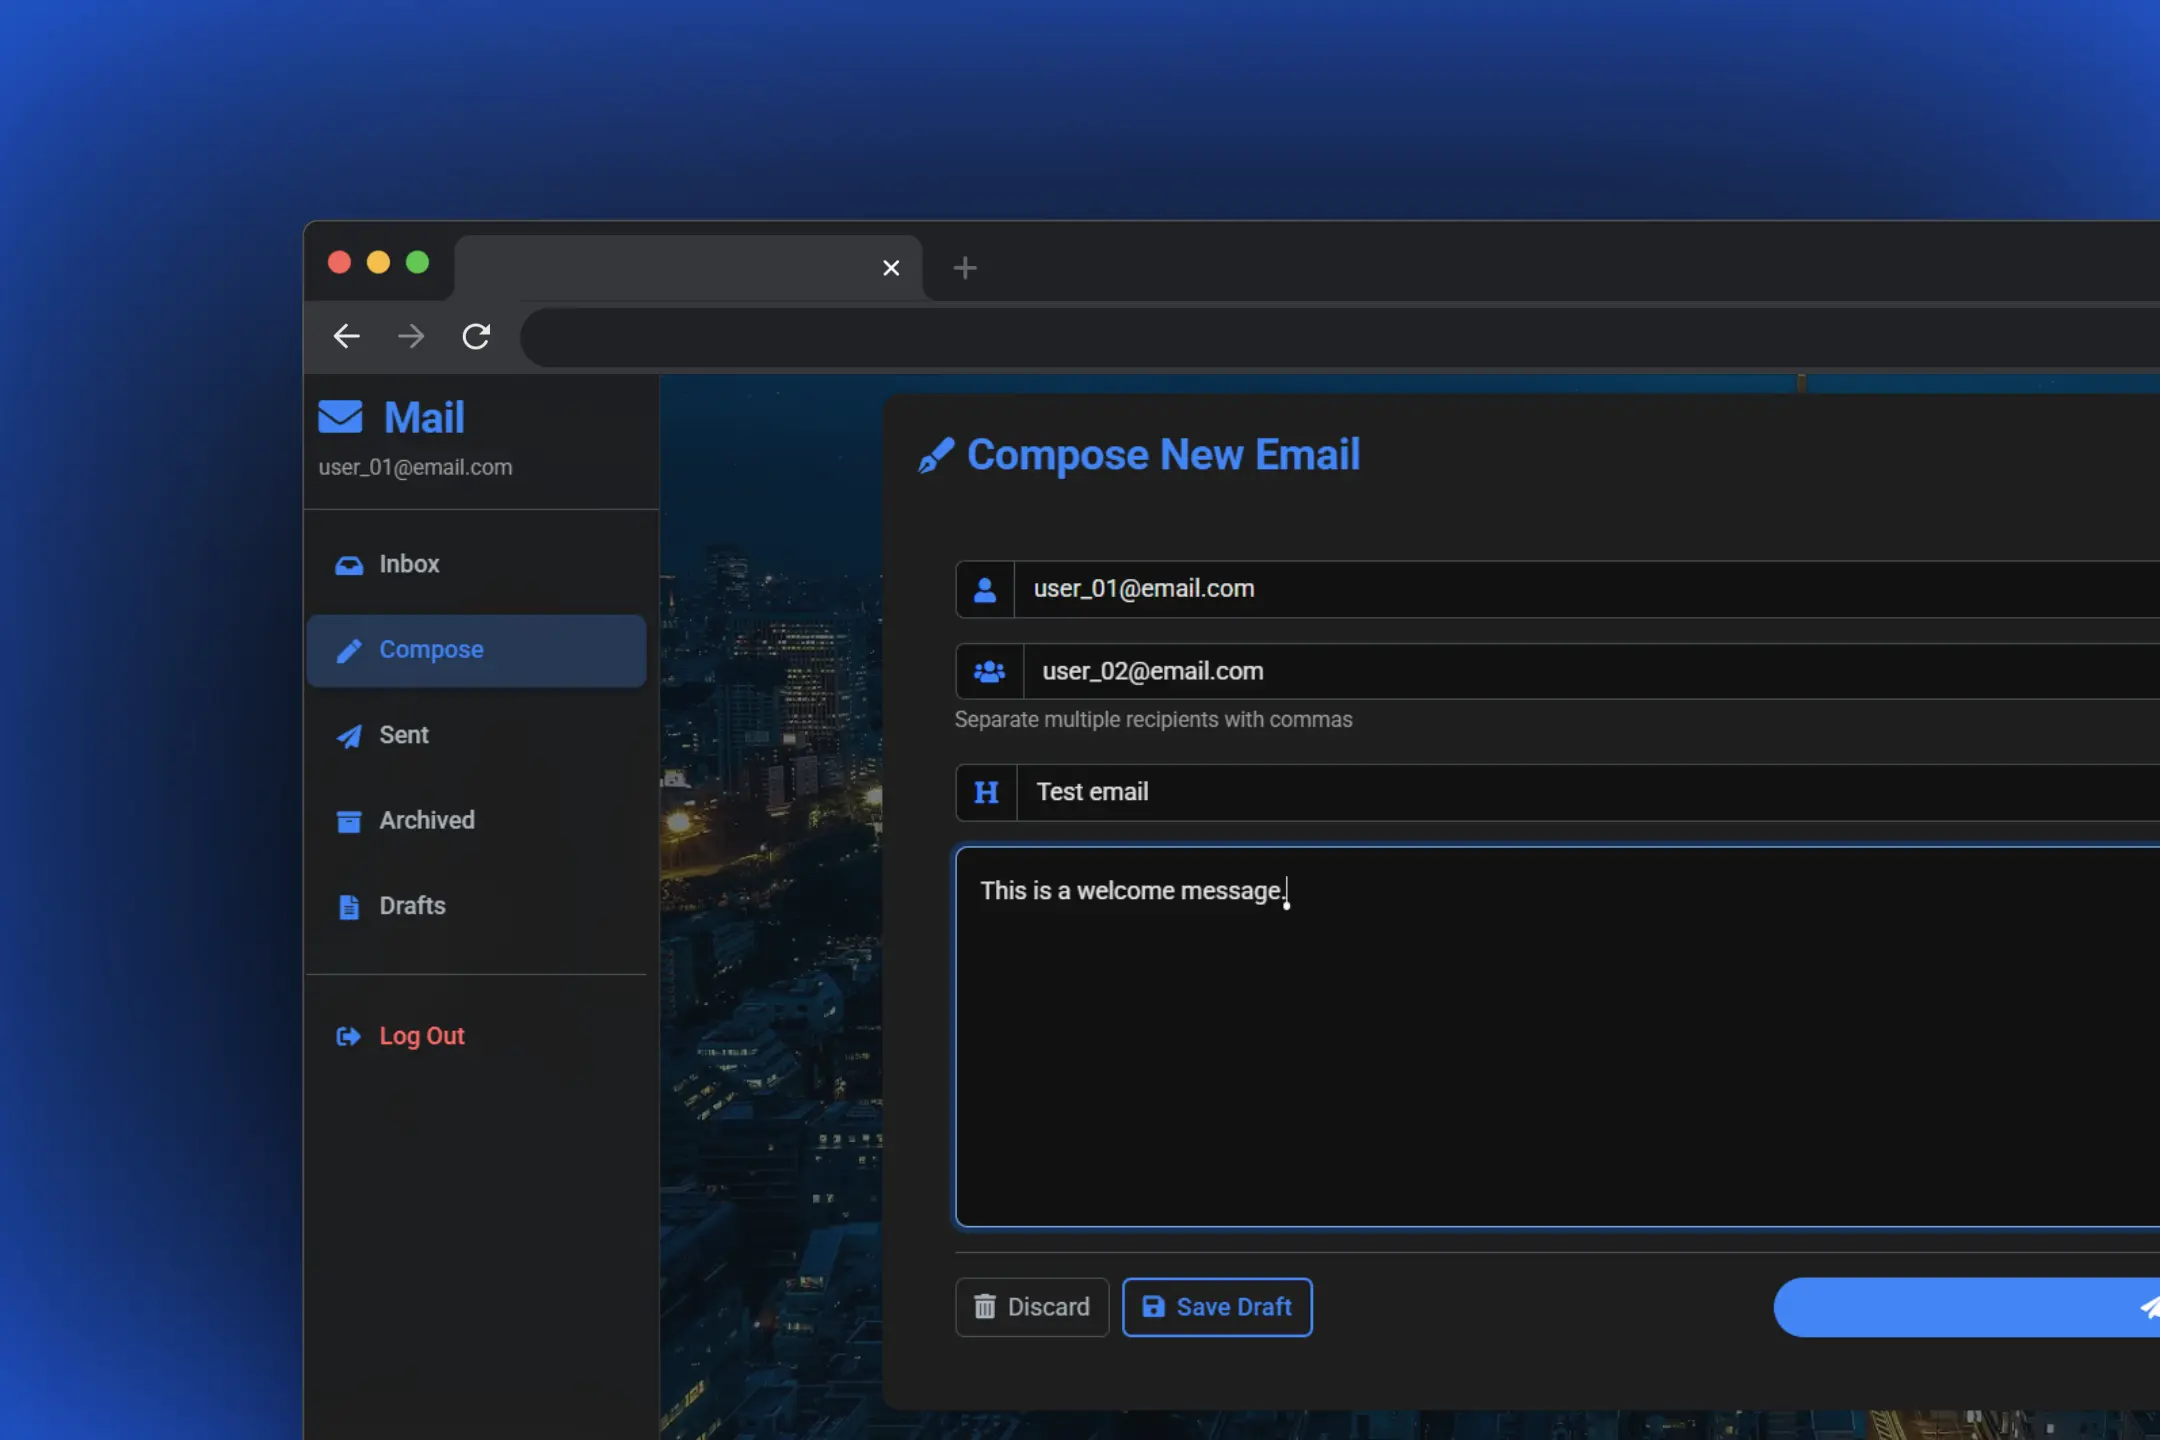 Mail
user_01@email.com
Inbox
Compose
Sent
Archived
Drafts
Log Out
Compose New Email
user_01@email.com
user_02@email.com
Separate multiple recipients with commas
H
Test email
This is a welcome message.
Discard
Save Draft